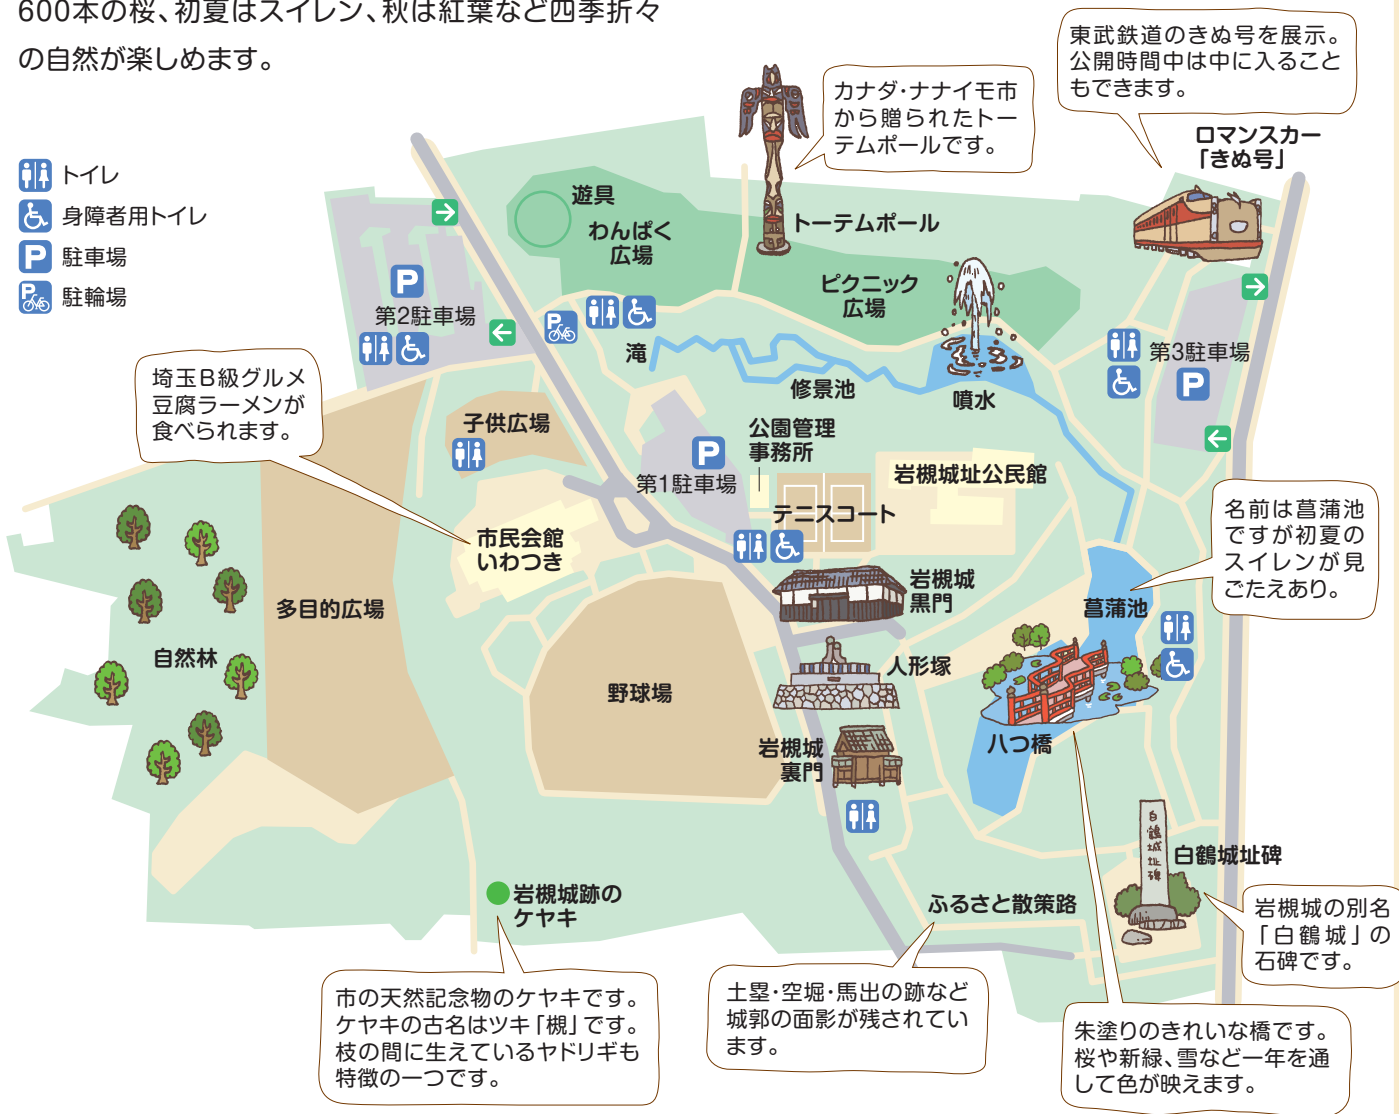 600本の桜、初夏はスイレン、秋は紅葉など四季折々
の自然が楽しめます。
トイレ
身障者用トイレ
P 駐車場
P 駐輪場
東武鉄道のきぬ号を展示。
公開時間中は中に入ること
もできます。
ロマンスカー
「きぬ号」
カナダ・ナナイモ市
から贈られたトー
テムポールです。
トーテムポール
遊具
わんぱく
広場
ピクニック
広場
P
第2駐車場
P
滝
修景池
噴水
第3駐車場
P
埼玉B級グルメ
豆腐ラーメンが
食べられます。
子供広場
P
第1駐車場
公園管理
事務所
テニスコート
岩槻城址公民館
市民会館
いわつき
名前は菖蒲池
ですが初夏の
スイレンが見
ごたえあり。
岩槻城
黒門
菖蒲池
多目的広場
自然林
野球場
人形塚
八つ橋
岩槻城
裏門
白鶴城址碑
白鶴城址碑
岩槻城跡の
ケヤキ
ふるさと散策路
岩槻城の別名
「白鶴城」の
石碑です。
市の天然記念物のケヤキです。
ケヤキの古名はツキ「槻」です。
枝の間に生えているヤドリギも
特徴の一つです。
土塁・空堀・馬出の跡など
城郭の面影が残されてい
ます。
朱塗りのきれいな橋です。
桜や新緑、雪など一年を通
して色が映えます。